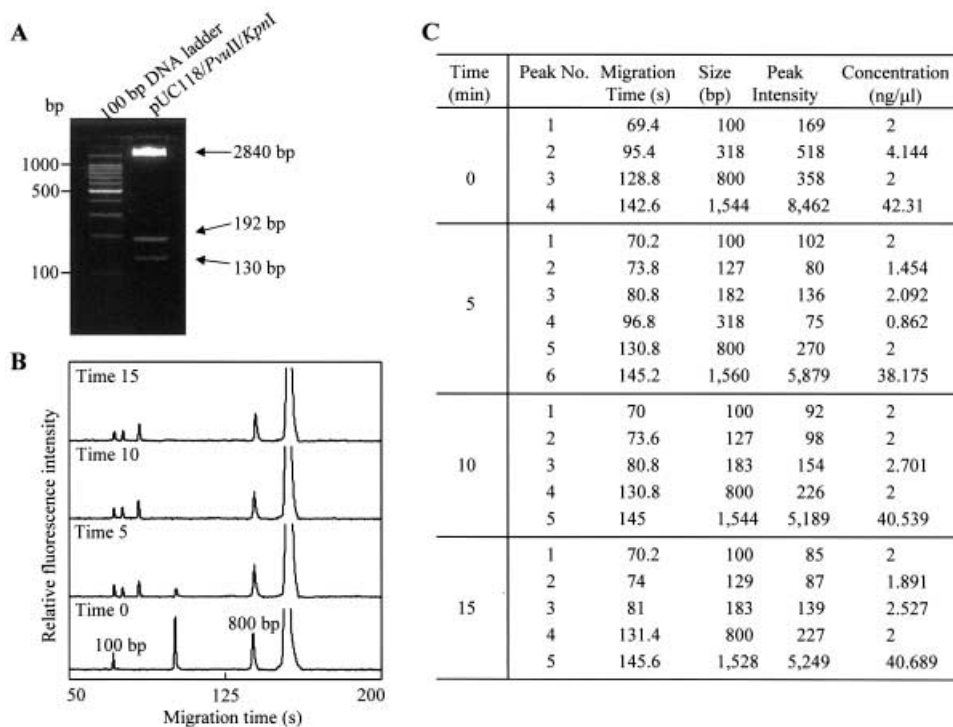 A
100 bp DNA ladder
pUC118/PvuII/KpnI
bp
1000
500
100
2840 bp
192 bp
130 bp
B
Relative fluorescence intensity
Time 15
Time 10
Time 5
Time 0
100 bp
800 bp
50 125 200
Migration time (s)
C
Time (min) Peak No. Migration Time (s) Size (bp) Peak Intensity Concentration (ng/µl)
0
1 69.4 100 169 2
2 95.4 318 518 4.144
3 128.8 800 358 2
4 142.6 1,544 8,462 42.31
5
1 70.2 100 102 2
2 73.8 127 80 1.454
3 80.8 182 136 2.092
4 96.8 318 75 0.862
5 130.8 800 270 2
6 145.2 1,560 5,879 38.175
10
1 70 100 92 2
2 73.6 127 98 2
3 80.8 183 154 2.701
4 130.8 800 226 2
5 145 1,544 5,189 40.539
15
1 70.2 100 85 2
2 74 129 87 1.891
3 81 183 139 2.527
4 131.4 800 227 2
5 145.6 1,528 5,249 40.689